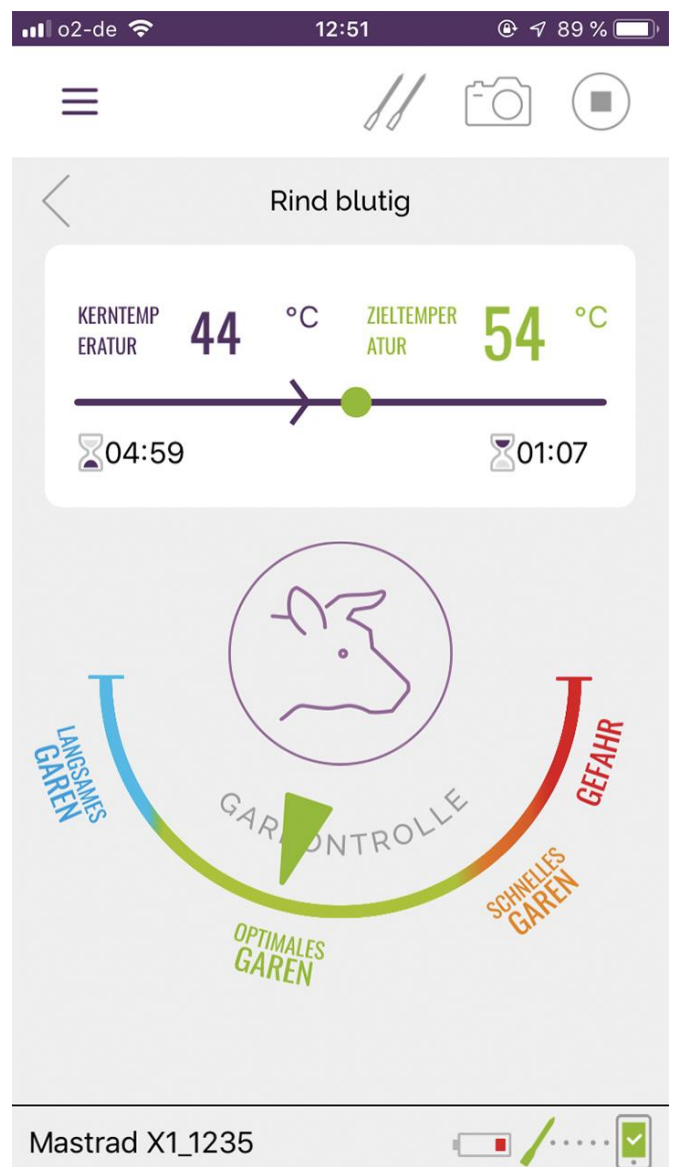 o2-de 12:51 89 %
Rind blutig
KERNTEMP
ERATUR
44 °C
ZIELTEMPER
ATUR
54 °C
04:59
01:07
LANGSAMES
GAREN
GARKONTROLLE
OPTIMALES
GAREN
SCHNELLES
GAREN
GEFAHR
Mastrad X1_1235